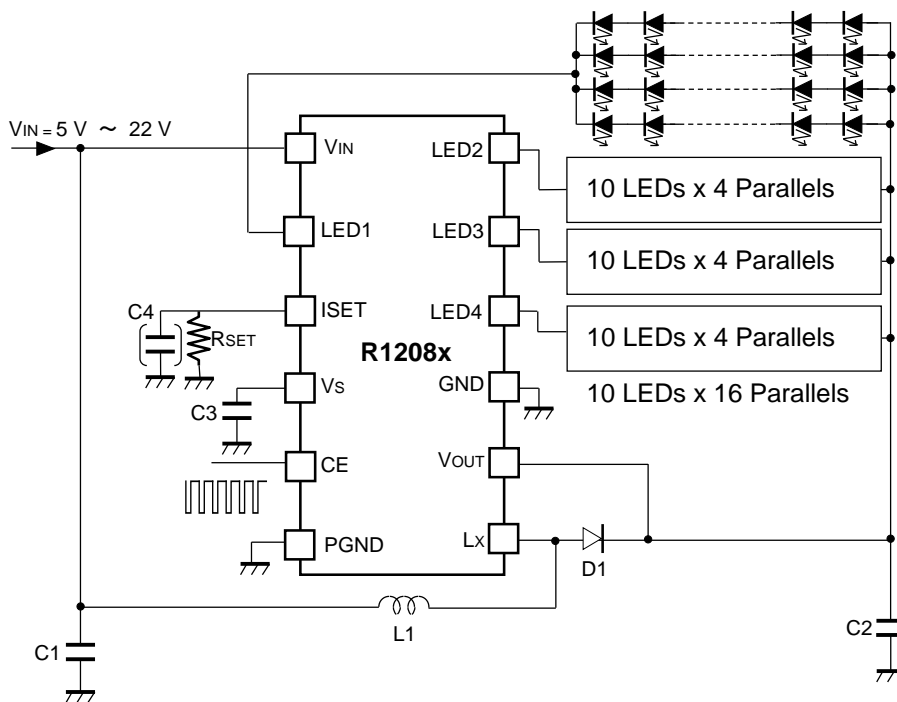 VIN = 5 V ～ 22 V
VIN
LED1
ISET
VS
CE
PGND
LED2
LED3
LED4
GND
VOUT
LX
R1208x
10 LEDs x 4 Parallels
10 LEDs x 4 Parallels
10 LEDs x 4 Parallels
10 LEDs x 16 Parallels
C4
RSET
C3
D1
L1
C1
C2